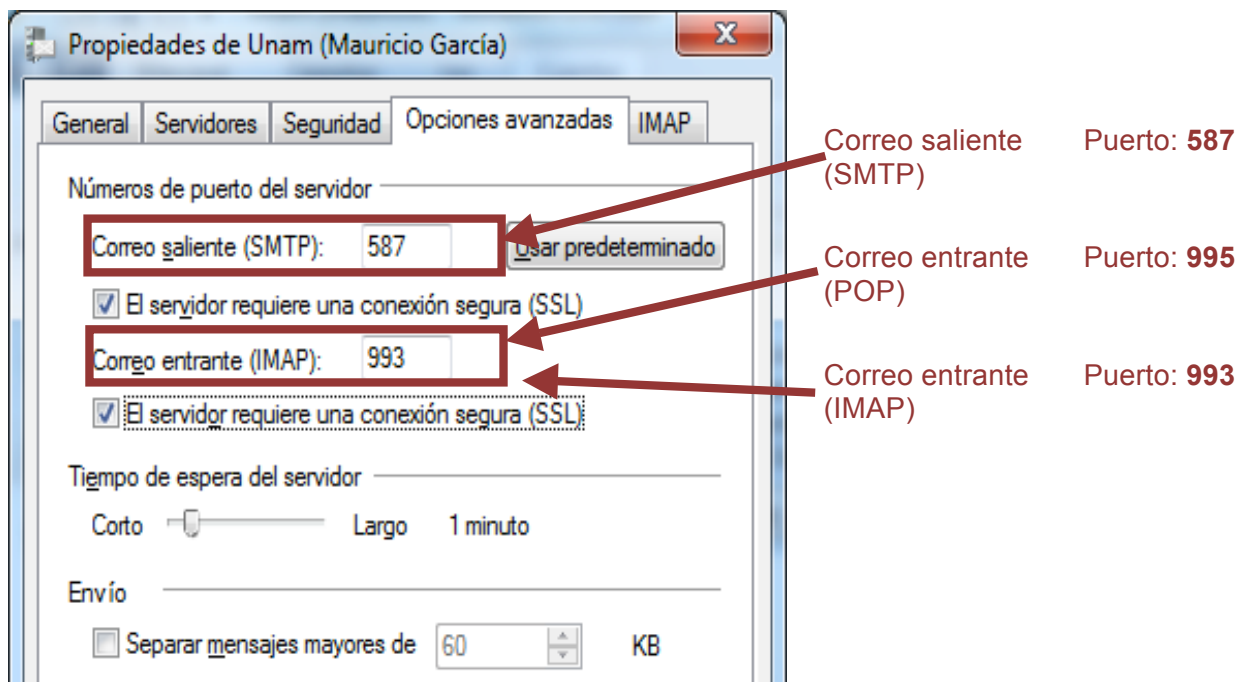 Propiedades de Unam (Mauricio García)
General Servidores Seguridad Opciones avanzadas IMAP
Números de puerto del servidor
Correo saliente (SMTP): 587 Usar predeterminado
El servidor requiere una conexión segura (SSL)
Correo entrante (IMAP): 993
El servidor requiere una conexión segura (SSL)
Tiempo de espera del servidor
Corto Largo 1 minuto
Envío
Separar mensajes mayores de 60 KB
Correo saliente Puerto: 587
(SMTP)
Correo entrante Puerto: 995
(POP)
Correo entrante Puerto: 993
(IMAP)